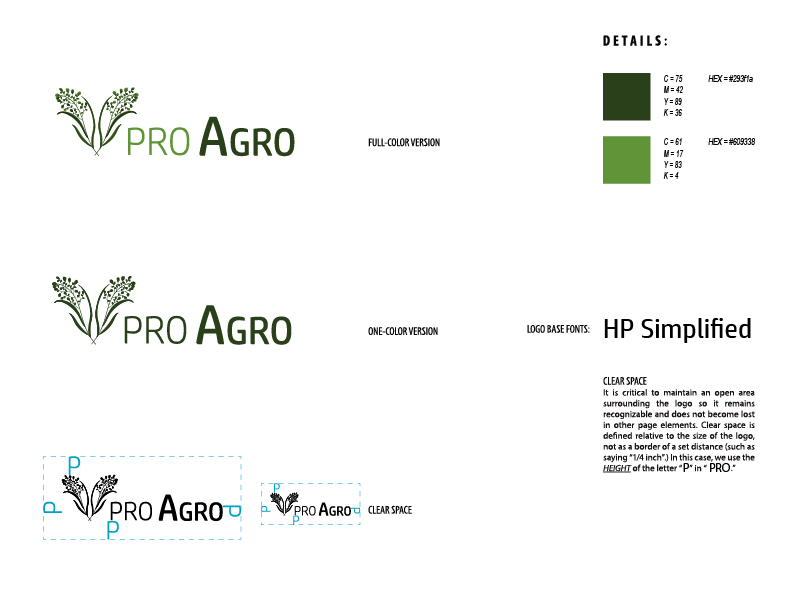 DETAILS:
C = 75
M = 42
Y = 89
K = 36
HEX = #293f1a
PRO AGRO
FULL-COLOR VERSION
C = 61
M = 17
Y = 83
K = 4
HEX = #609338
PRO AGRO
ONE-COLOR VERSION
LOGO BASE FONTS:
HP Simplified
CLEAR SPACE
It is critical to maintain an open area
surrounding the logo so it remains
recognizable and does not become lost
in other page elements. Clear space is
defined relative to the size of the logo,
not as a border of a set distance (such as
saying "1/4 inch".) In this case, we use the
HEIGHT of the letter "P" in " PRO."
P
P
PRO AGRO
P
P
P
P
PRO AGRO
P
P
CLEAR SPACE